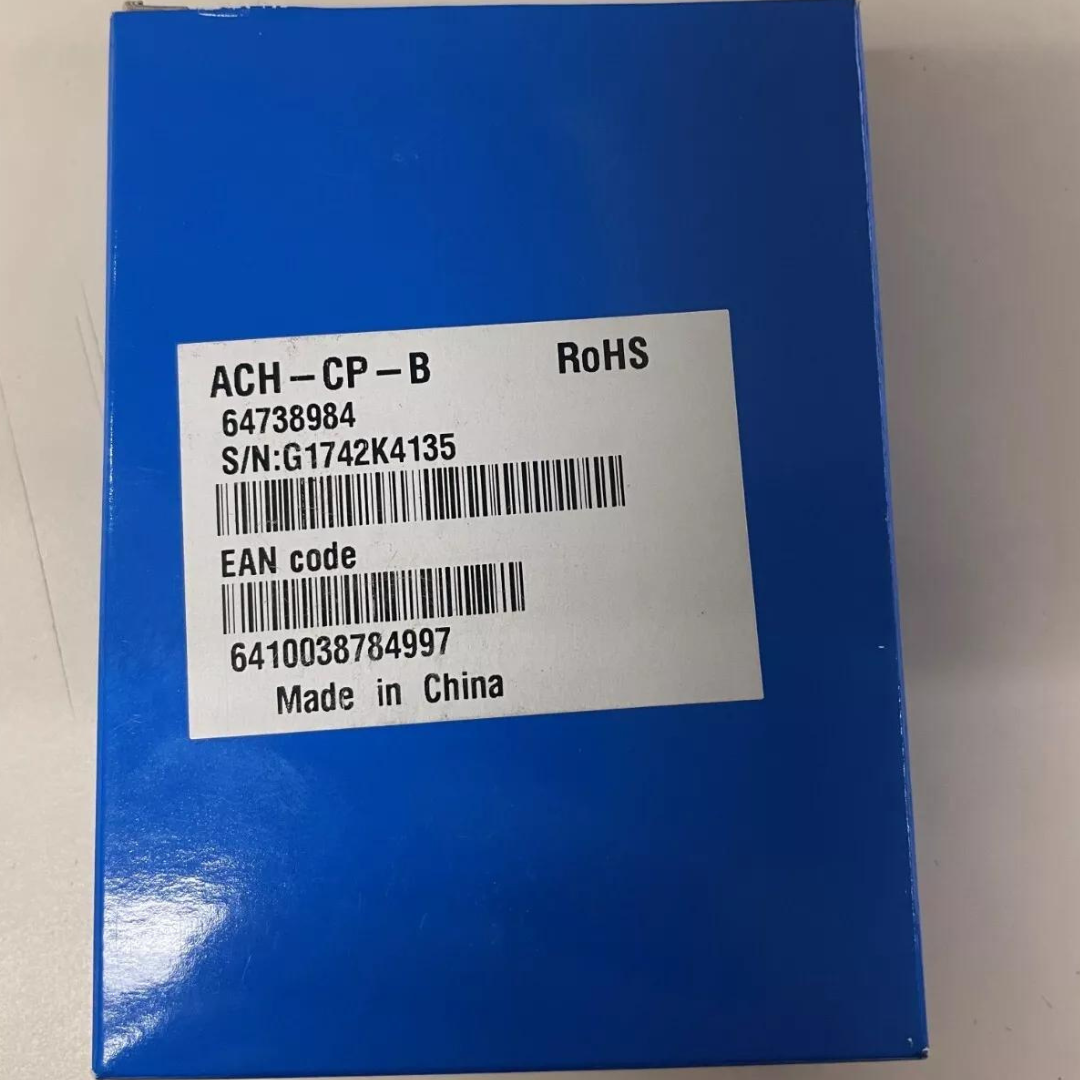 ACH-CP-B RoHS
64738984
S/N:G1742K4135
EAN code
6410038784997
Made in China